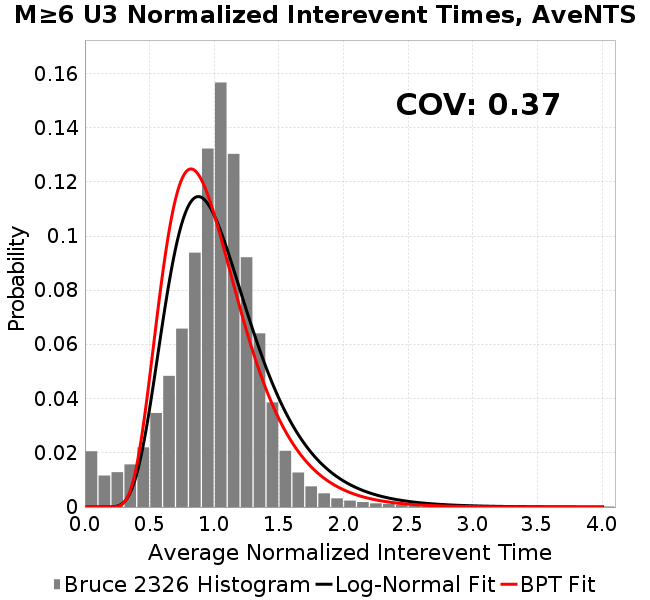 M≥6 U3 Normalized Interevent Times, AveNTS
COV: 0.37
Probability
0.16
0.14
0.12
0.1
0.08
0.06
0.04
0.02
0
0.0 0.5 1.0 1.5 2.0 2.5 3.0 3.5 4.0
Average Normalized Interevent Time
Bruce 2326 Histogram Log-Normal Fit BPT Fit